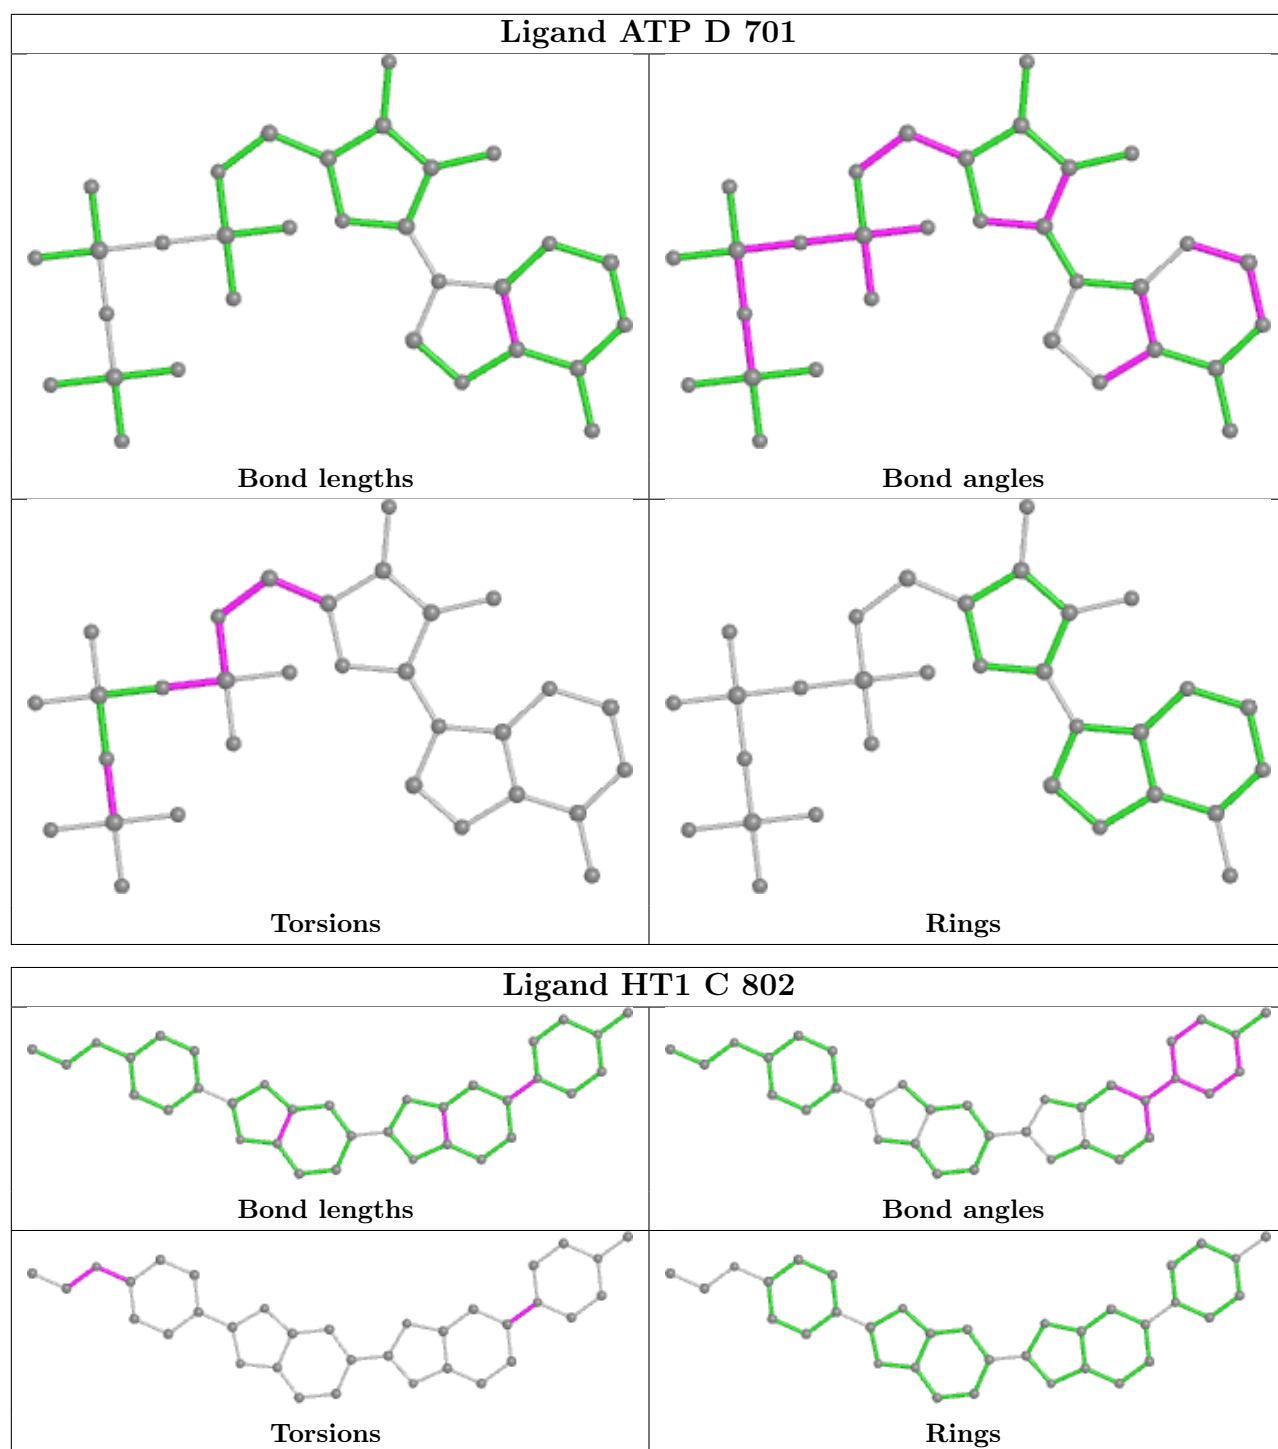 Ligand ATP D 701
Bond lengths
Bond angles
Torsions
Rings
Ligand HT1 C 802
Bond lengths
Bond angles
Torsions
Rings